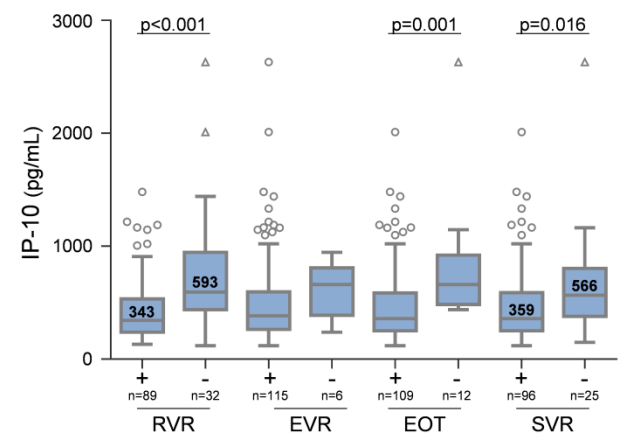 3000
p<0.001
p=0.001
p=0.016
2000
IP-10 (pg/mL)
1000
593
343
359
566
0
+ - + - + - + -
n=89 n=32 n=115 n=6 n=109 n=12 n=96 n=25
RVR EVR EOT SVR